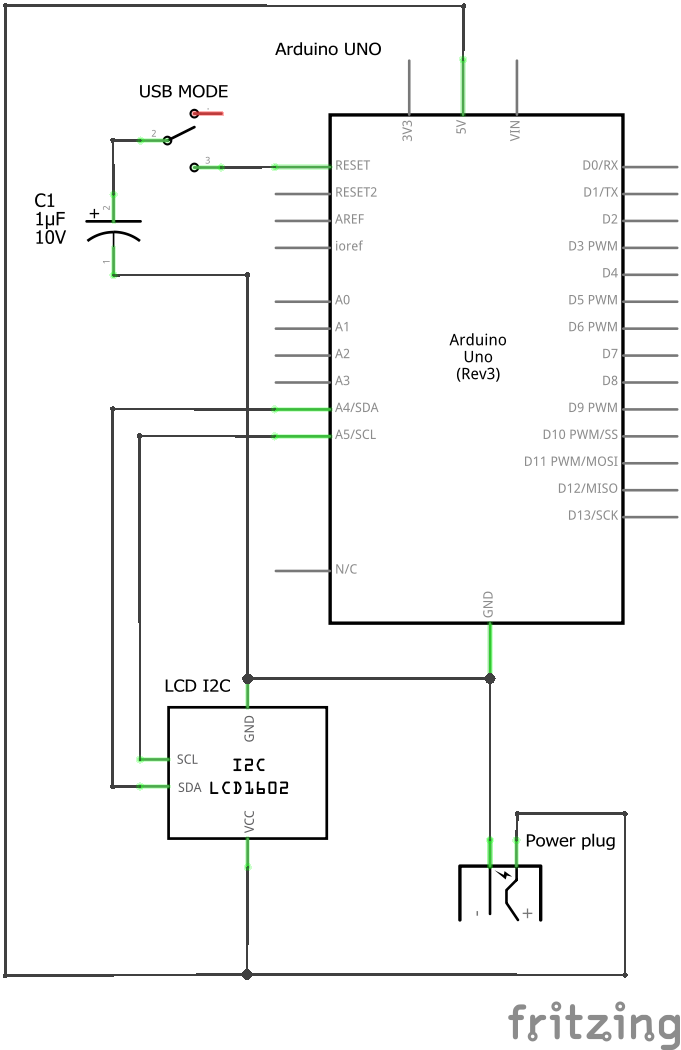 Arduino UNO
USB MODE
3V3
5V
VIN
2
3
RESET
D0/RX
RESET2
D1/TX
C1
1µF
10V
+
2
1
AREF
D2
ioref
D3 PWM
D4
A0
D5 PWM
A1
D6 PWM
Arduino
Uno
(Rev3)
A2
D7
A3
D8
A4/SDA
D9 PWM
A5/SCL
D10 PWM/SS
D11 PWM/MOSI
D12/MISO
D13/SCK
N/C
GND
LCD I2C
GND
SCL
I2C
SDA
LCD1602
VCC
Power plug
- +
fritzing